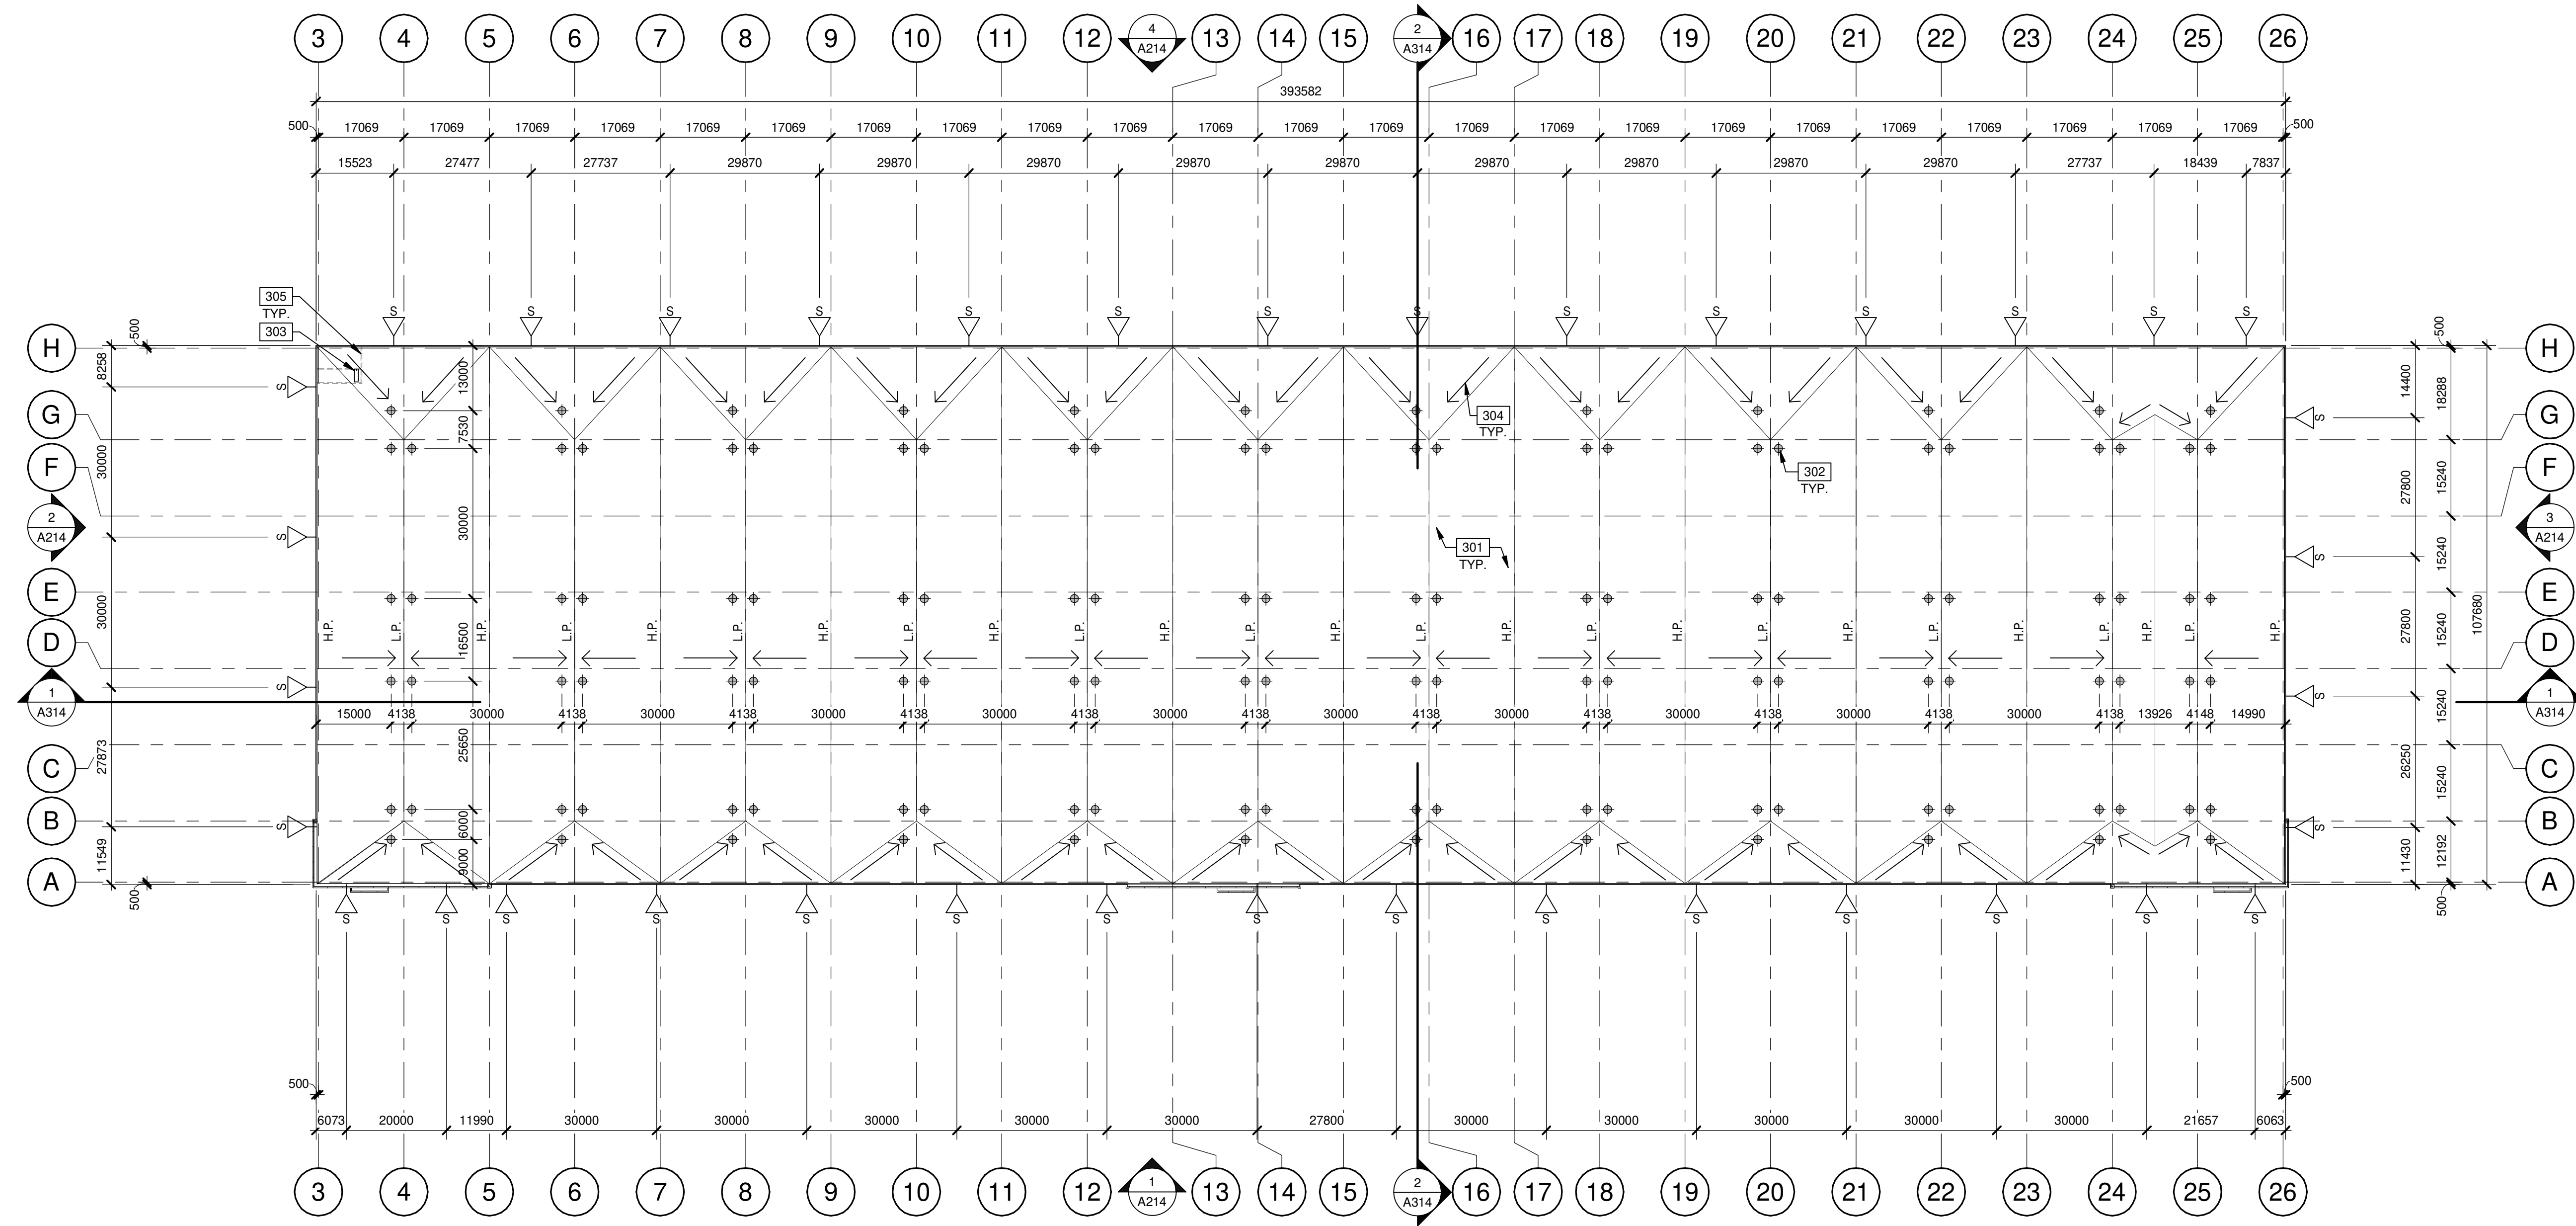 3 4 5 6 7 8 9 10 11 12 4 13 14 15 2 16 17 18 19 20 21 22 23 24 25 26
A214 A314
393582
500 17069 17069 17069 17069 17069 17069 17069 17069 17069 17069 17069 17069 17069 17069 17069 17069 17069 17069 17069 17069 17069 17069 17069 500
15523 27477 27737 29870 29870 29870 29870 29870 29870 29870 29870 29870 27737 18439 7837
305
TYP.
303
S S S S S S S S S S S S S S
H 500 500 H
8258 S 13000 14400 18288
G 7530 304 S G
TYP.
F 30000 302 27800 15240 F
TYP.
2 30000 3
A214 S A214
301 S 15240
TYP.
E E
30000 107680
H.P. L.P. H.P. L.P. H.P. L.P. H.P. L.P. H.P. L.P. H.P. L.P. H.P. L.P. H.P. L.P. H.P. L.P. H.P. L.P. H.P. L.P. H.P. L.P. H.P.
D 16500 27800 15240 D
S S
1 1
A314 A314
15000 4138 30000 4138 30000 4138 30000 4138 30000 4138 30000 4138 30000 4138 30000 4138 30000 4138 30000 4138 30000 4138 13926 4148 14990
15240
C 27873 25650 26250 15240 C
B S 6000 S B
11549 9000 11430 12192
A A
500 500
S S S S S S S S S S S S S S S
500 500
6073 20000 11990 30000 30000 30000 30000 30000 27800 30000 30000 30000 30000 30000 21657 6063
3 4 5 6 7 8 9 10 11 12 1 13 14 15 2 16 17 18 19 20 21 22 23 24 25 26
A214 A314